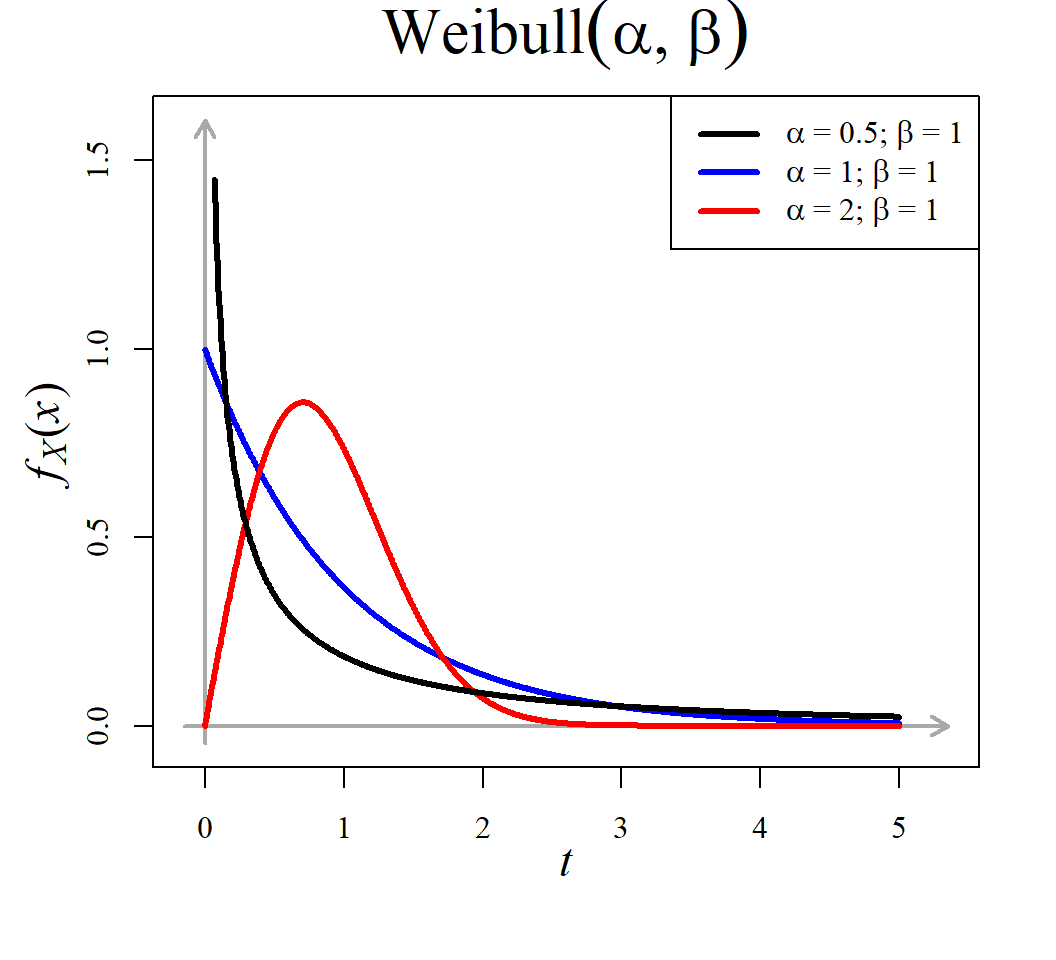 Weibull(α, β)
α = 0.5; β = 1
α = 1; β = 1
α = 2; β = 1
1.5
1.0
0.5
0.0
f_X(x)
0 1 2 3 4 5
t